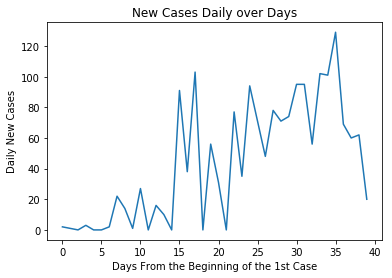 New Cases Daily over Days
Daily New Cases
120
100
80
60
40
20
0
0 5 10 15 20 25 30 35 40
Days From the Beginning of the 1st Case